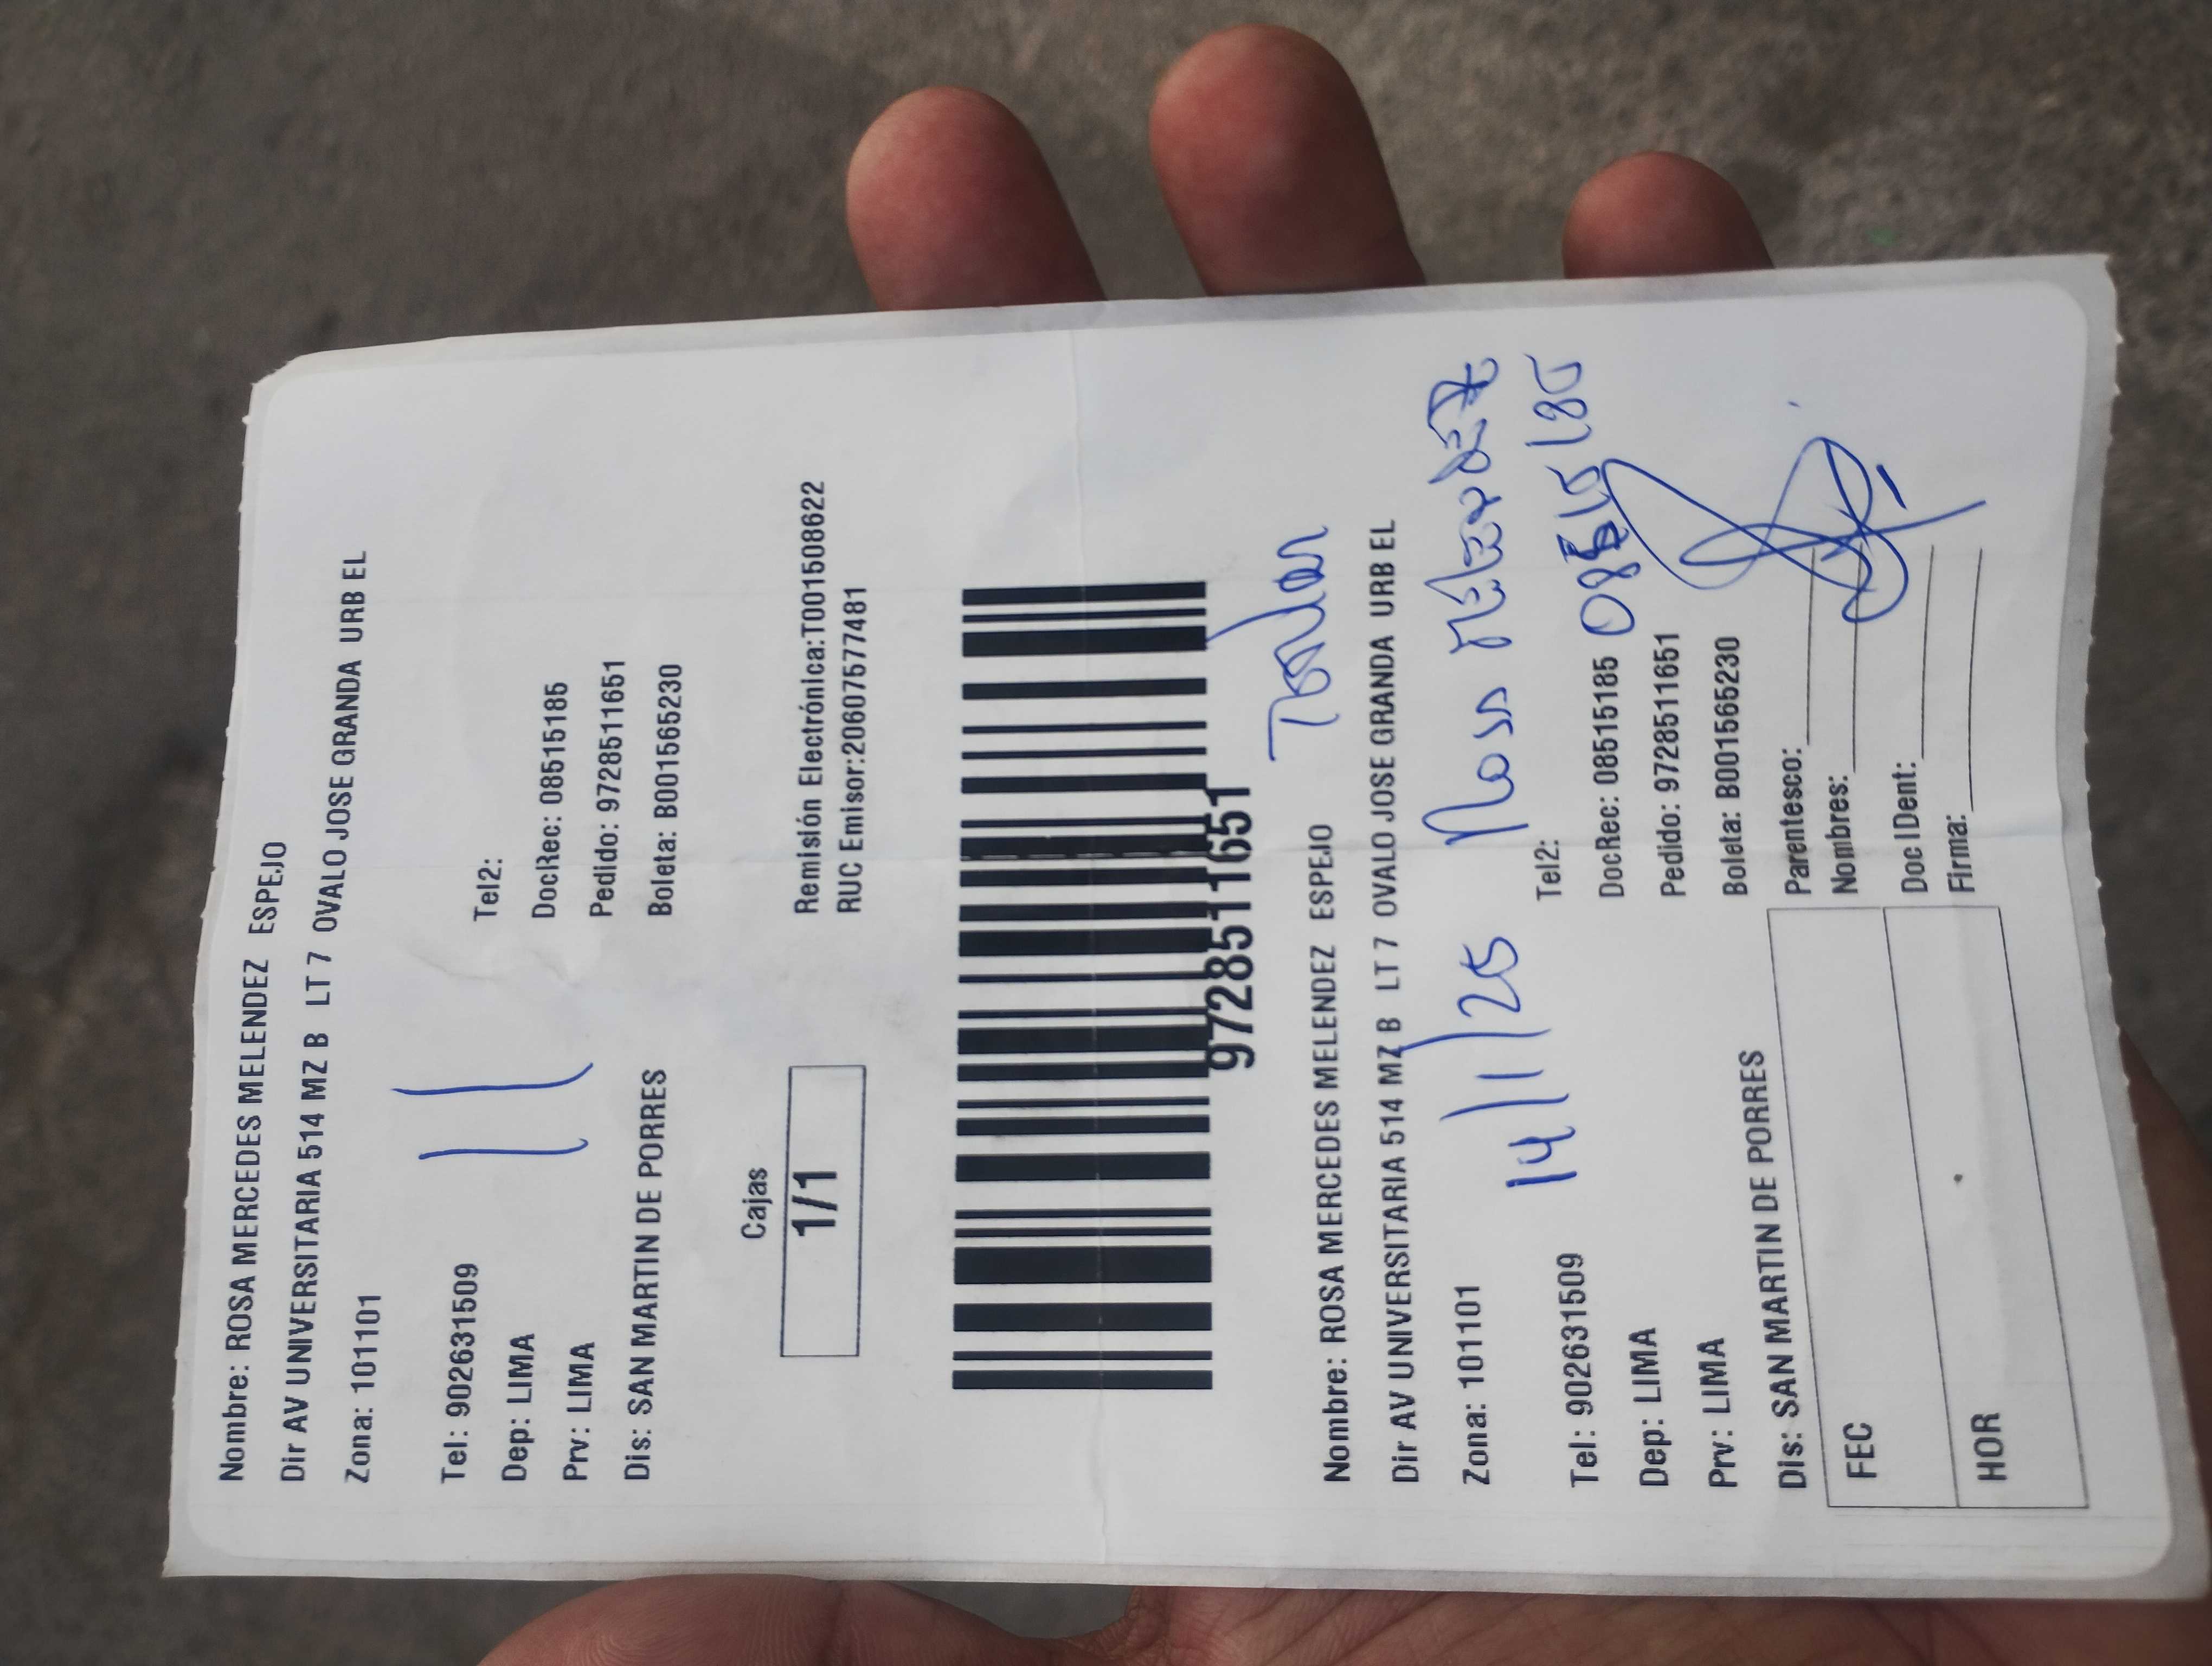 Nombre: ROSA MERCEDES MELENDEZ ESPEJO
Dir AV UNIVERSITARIA 514 MZ B LT 7 OVALO JOSE GRANDA URB EL
Zona: 101101
Tel: 902631509 Tel2:
Dep: LIMA DocRec: 08515185
Prv: LIMA Pedido: 9728511651
Dis: SAN MARTIN DE PORRES Boleta: B001565230
Cajas
1/1
Remisión Electrónica:T001508622
RUC Emisor:20607577481
9728511651
Nombre: ROSA MERCEDES MELENDEZ ESPEJO
Dir AV UNIVERSITARIA 514 MZ B LT 7 OVALO JOSE GRANDA URB EL
Zona: 101101 14/1/25 Rosa Melendez
Tel: 902631509 Tel2:
Dep: LIMA DocRec: 08515185 08515185
Prv: LIMA Pedido: 9728511651
Dis: SAN MARTIN DE PORRES Boleta: B001565230
FEC Parentesco:
Nombres:
HOR Doc IDent:
Firma: